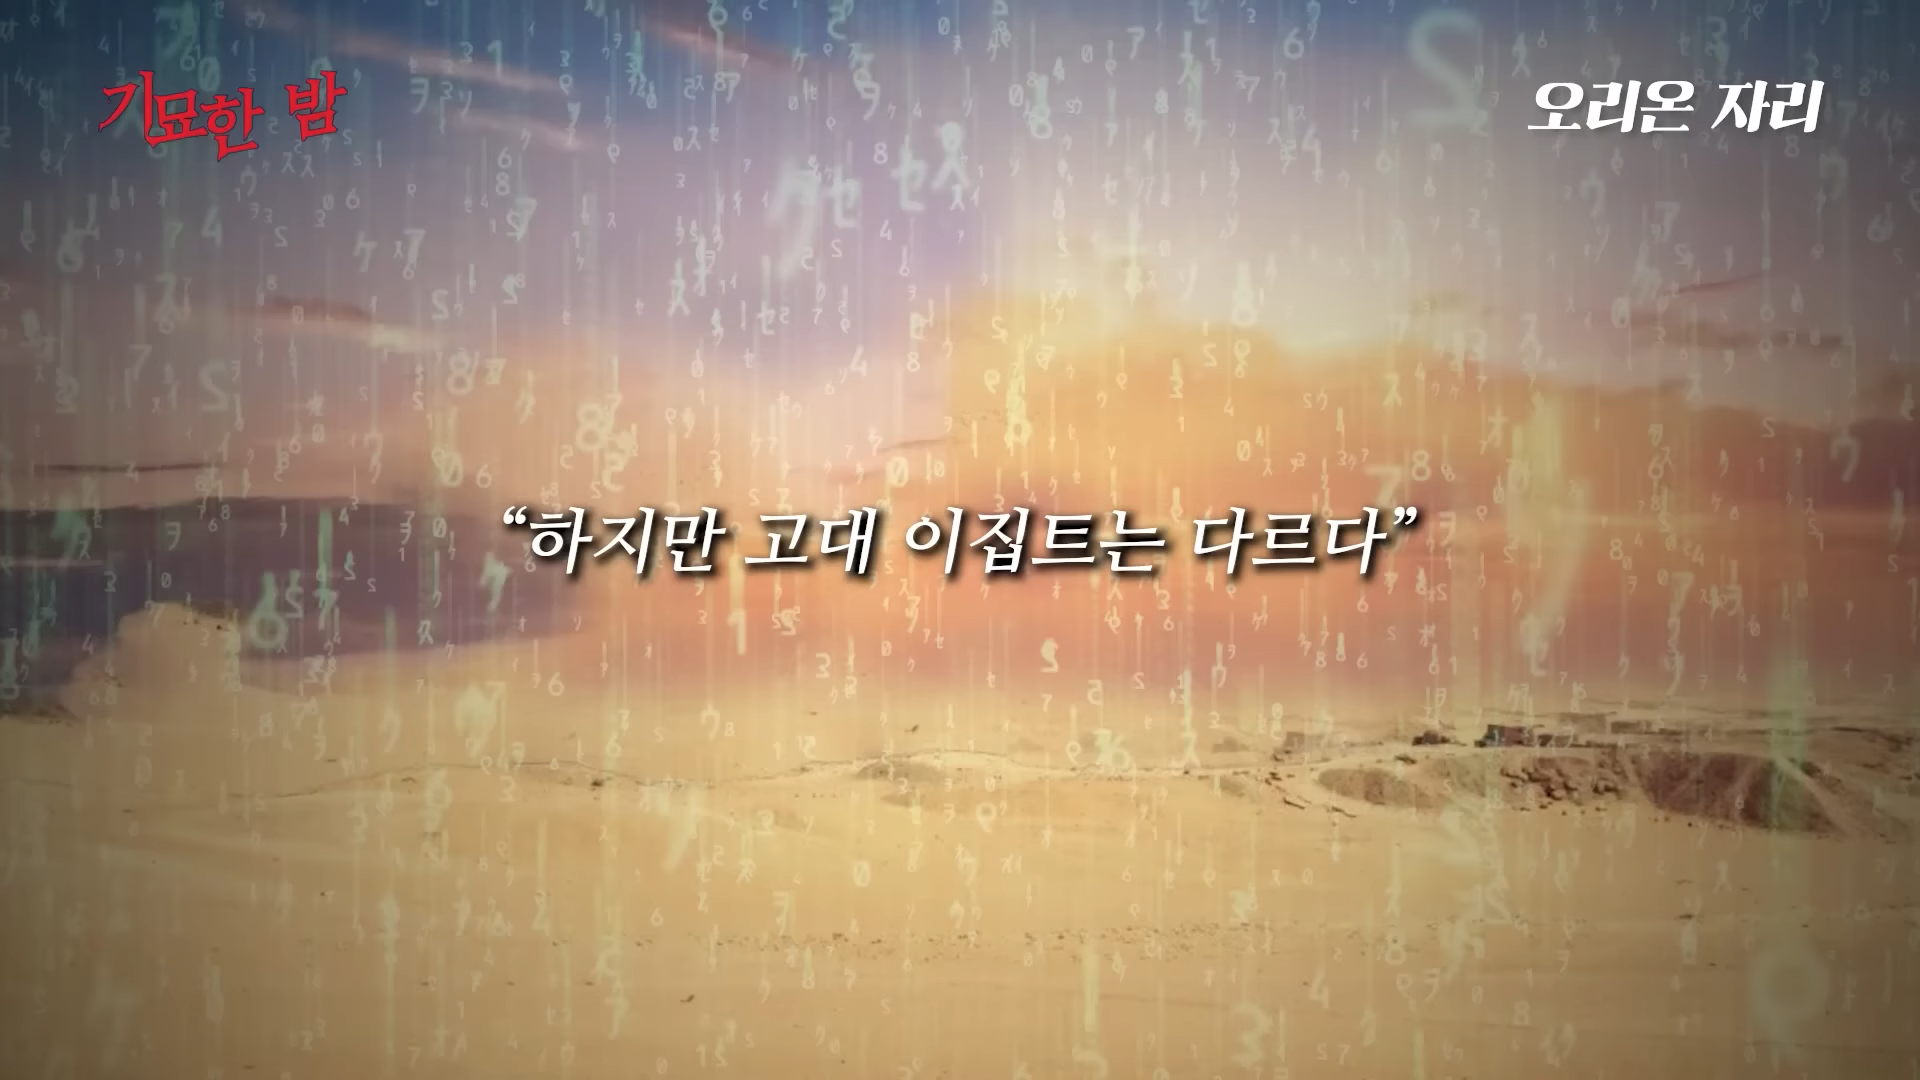 기묘한 밤
오리온 자리
“하지만 고대 이집트는 다르다”